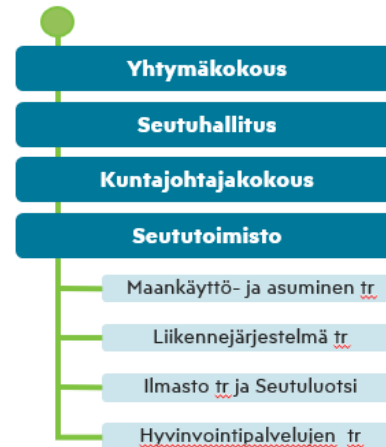 Yhtymäkokous
Seutuhallitus
Kuntajohtajakokous
Seututoimisto
Maankäyttö- ja asuminen tr
Liikennejärjestelmä tr
Ilmasto tr ja Seutuluotsi
Hyvinvointipalvelujen tr